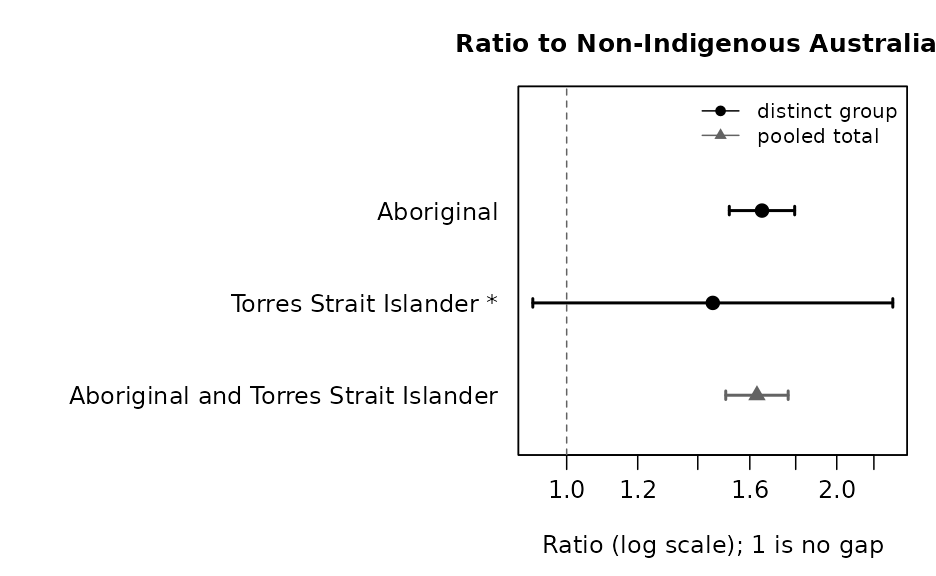 Ratio to Non-Indigenous Australia
distinct group
pooled total
Aboriginal
Torres Strait Islander *
Aboriginal and Torres Strait Islander
1.0 1.2 1.6 2.0
Ratio (log scale); 1 is no gap